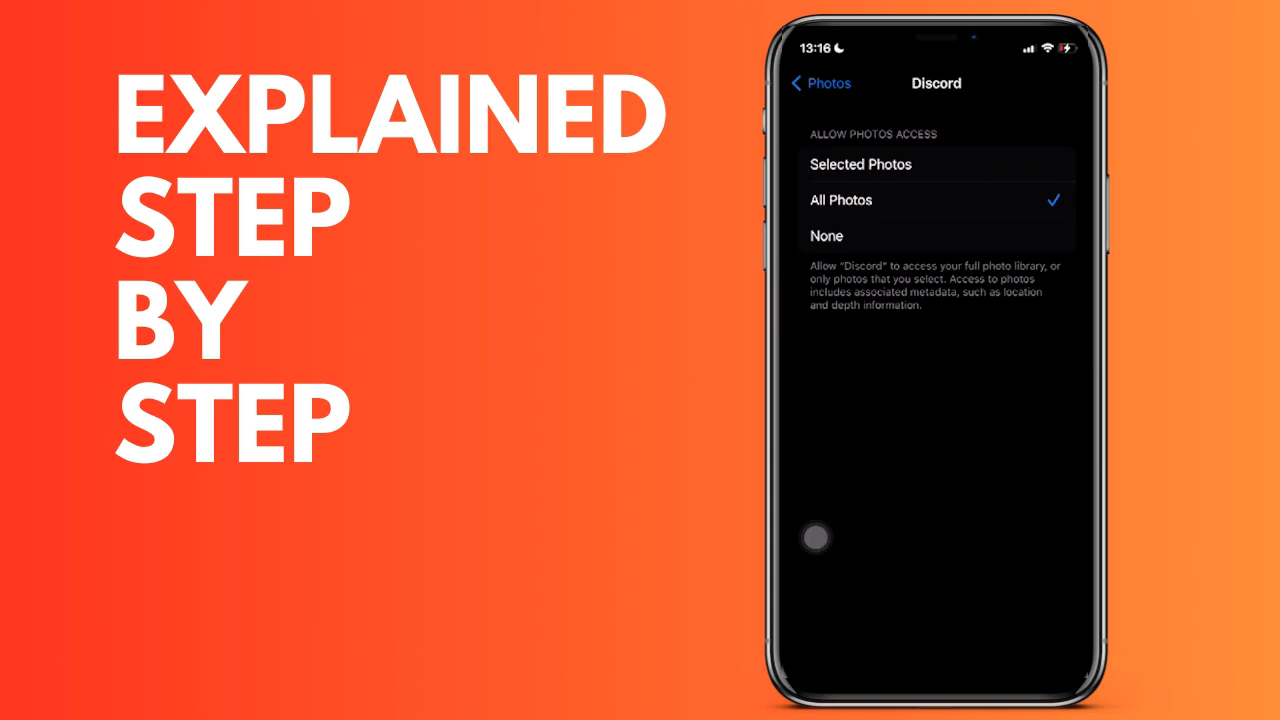 EXPLAINED
STEP
BY
STEP
13:16
Photos
Discord
ALLOW PHOTOS ACCESS
Selected Photos
All Photos
None
Allow “Discord” to access your full photo library, or
only photos that you select. Access to photos
includes associated metadata, such as location
and depth information.